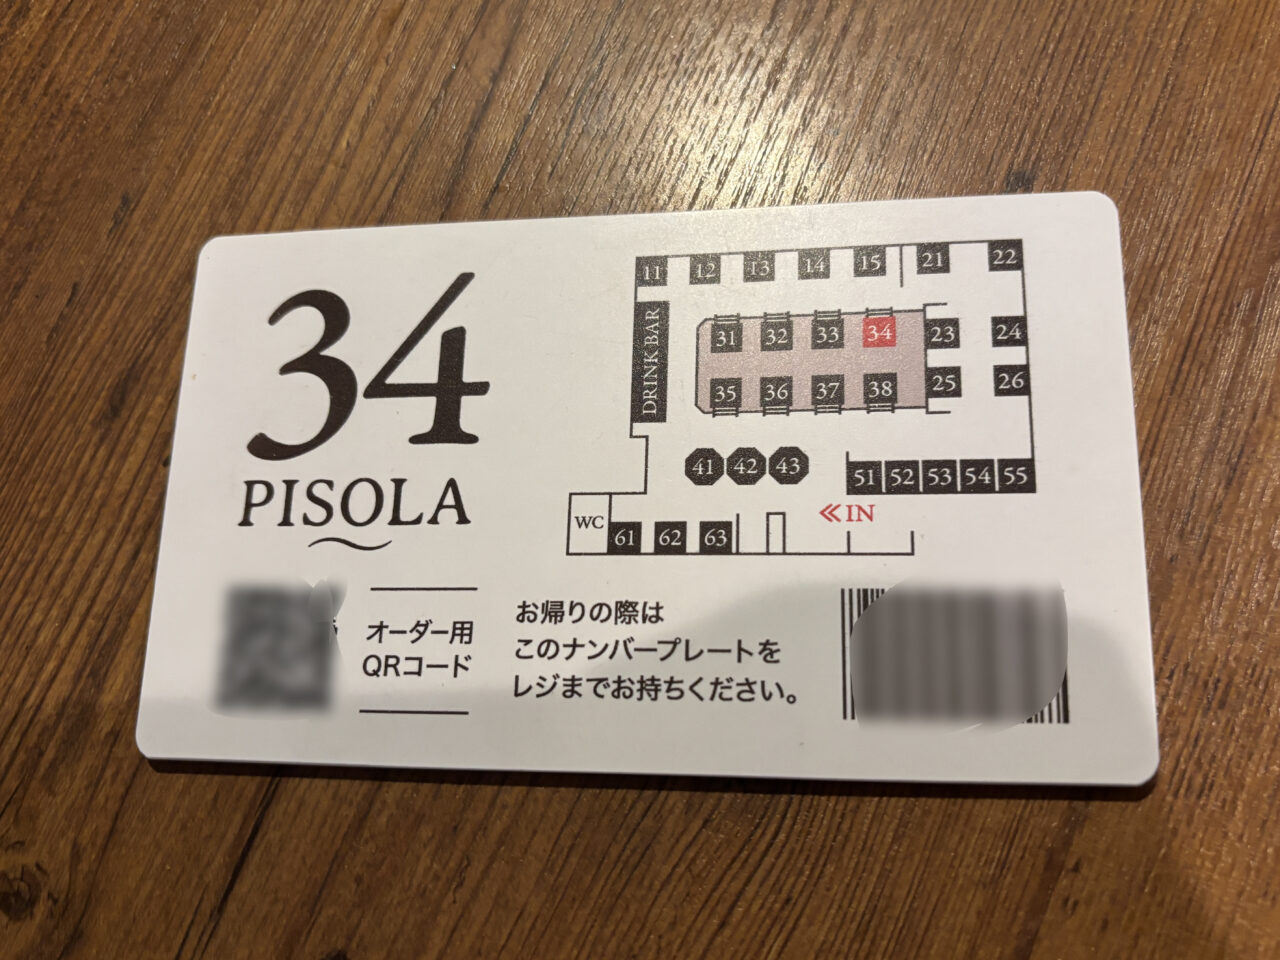 34
PISOLA
オーダー用
QRコード
お帰りの際は
このナンバープレートを
レジまでお持ちください。
11 12 13 14 15 21 22
DRINK BAR
31 32 33 34 23 24
35 36 37 38 25 26
41 42 43
51 52 53 54 55
≪IN
WC 61 62 63